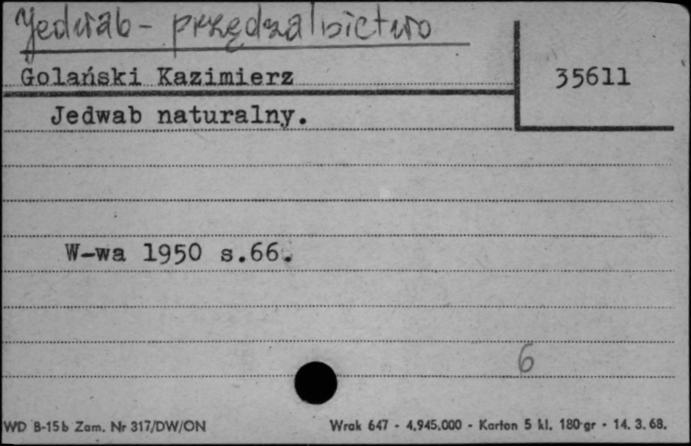 Jedwab - przędzalnictwo
Golański Kazimierz
35611
Jedwab naturalny.
W-wa 1950 s.66.
6
WD B-15b Zam. Nr 317/DW/ON
Wrak 647 - 4.945.000 - Karton 5 kl. 180 gr - 14. 3. 68.